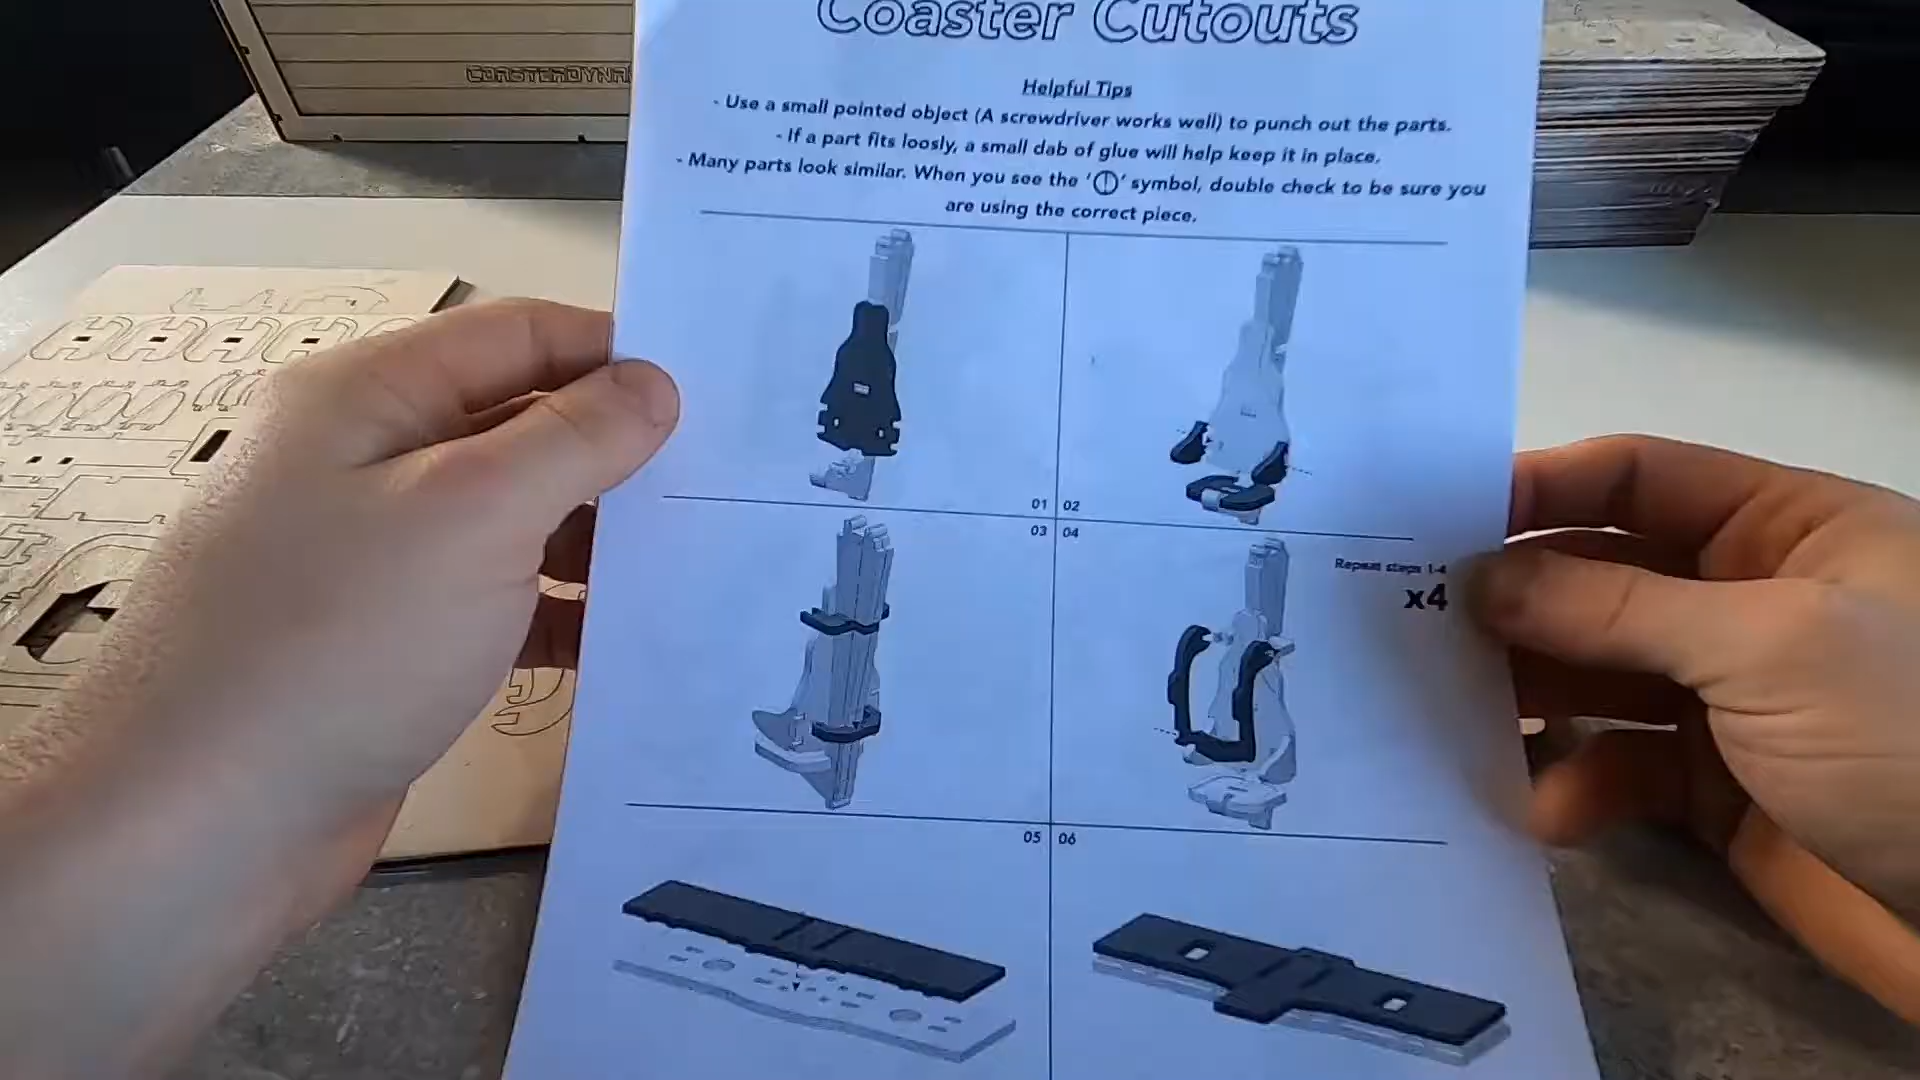 Coaster Cutouts
COASTERDYNA
Helpful Tips
- Use a small pointed object (A screwdriver works well) to punch out the parts.
- If a part fits loosly, a small dab of glue will help keep it in place.
- Many parts look similar. When you see the '①' symbol, double check to be sure you
are using the correct piece.
01 02
03 04
Repeat steps 1-4
x4
05 06